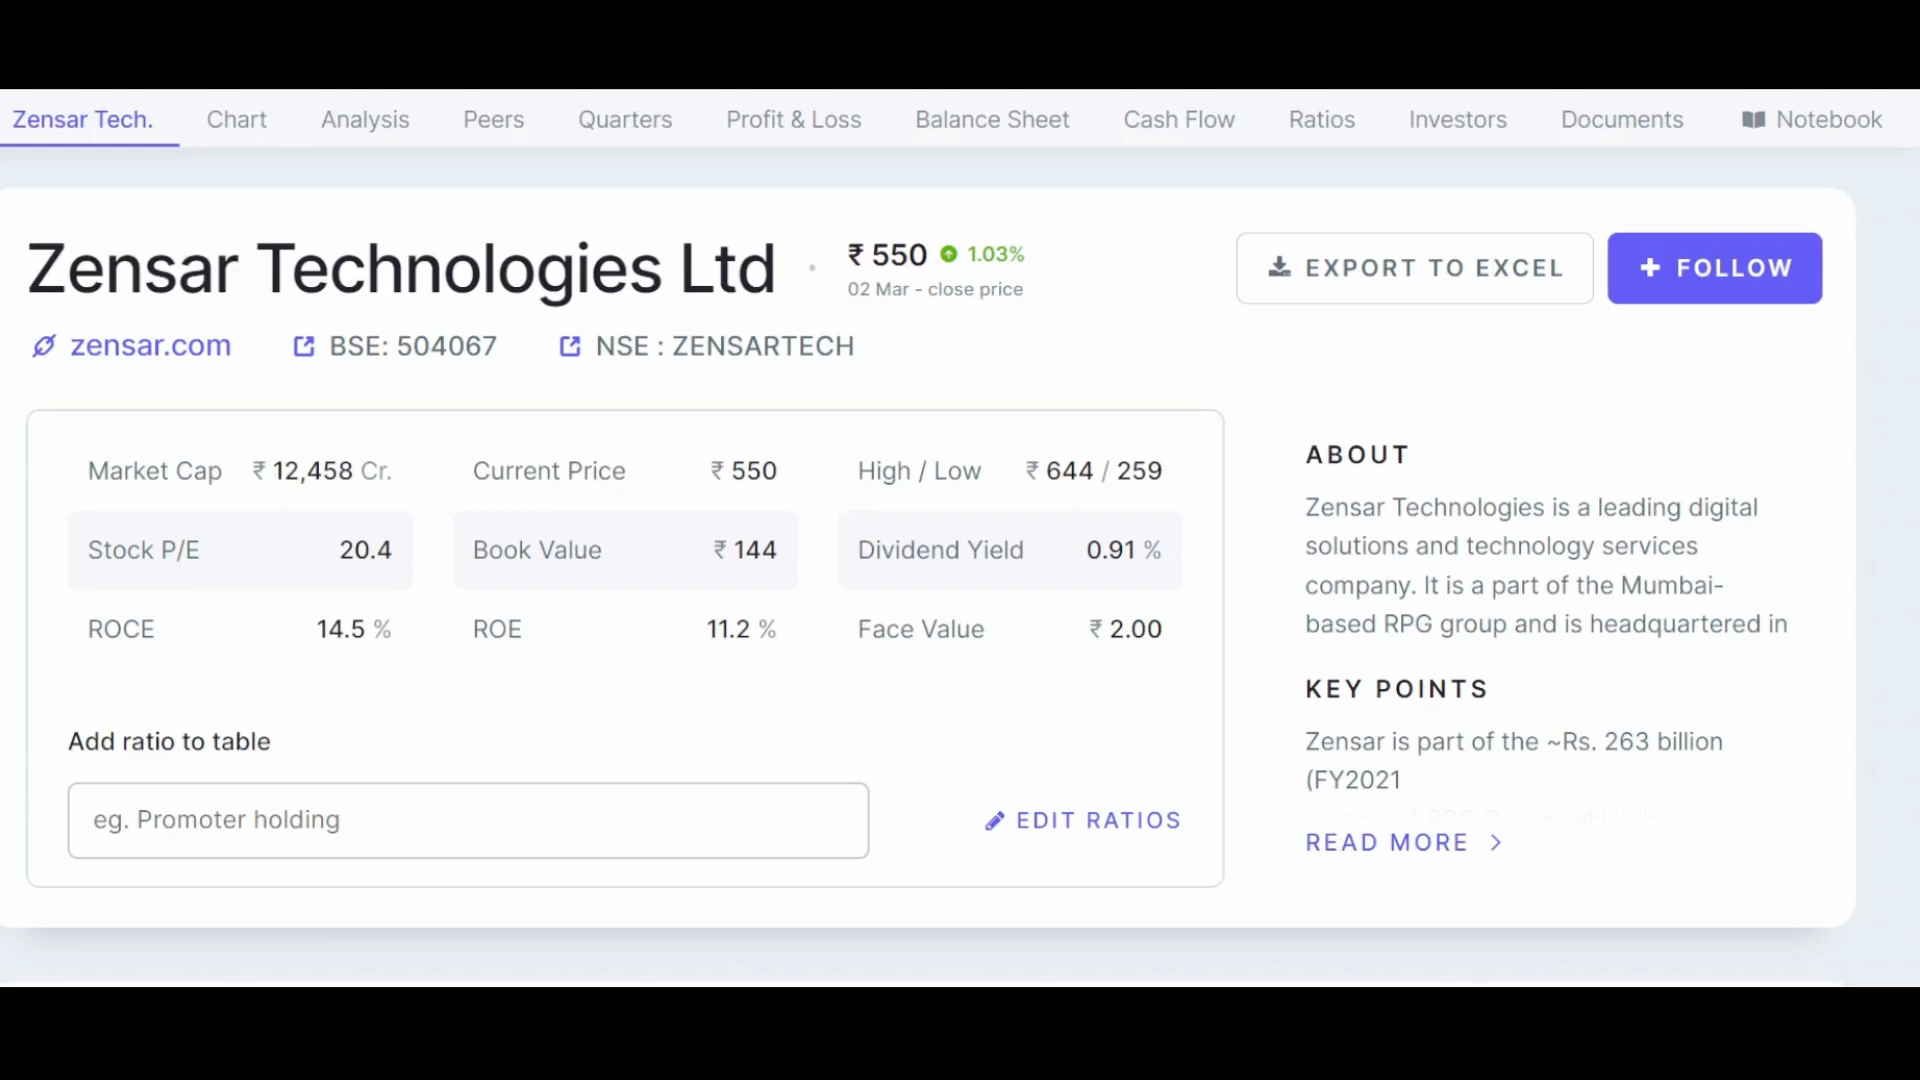 Zensar Tech. Chart Analysis Peers Quarters Profit & Loss Balance Sheet Cash Flow Ratios Investors Documents Notebook
Zensar Technologies Ltd
₹ 550 1.03%
02 Mar - close price
EXPORT TO EXCEL
FOLLOW
zensar.com BSE: 504067 NSE : ZENSARTECH
Market Cap ₹ 12,458 Cr. Current Price ₹ 550 High / Low ₹ 644 / 259
Stock P/E 20.4 Book Value ₹ 144 Dividend Yield 0.91 %
ROCE 14.5 % ROE 11.2 % Face Value ₹ 2.00
Add ratio to table
eg. Promoter holding
EDIT RATIOS
ABOUT
Zensar Technologies is a leading digital
solutions and technology services
company. It is a part of the Mumbai-
based RPG group and is headquartered in
KEY POINTS
Zensar is part of the ~Rs. 263 billion
(FY2021
READ MORE